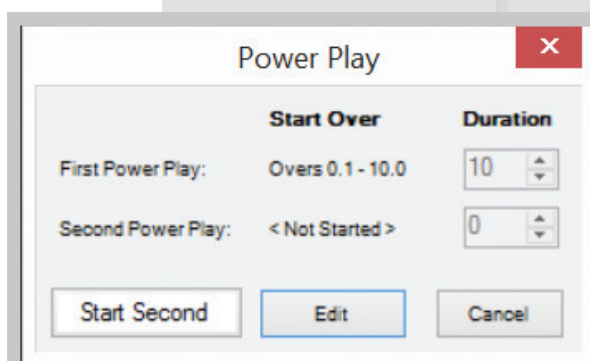 Power Play
Start Over Duration
First Power Play: Overs 0.1 - 10.0 10
Second Power Play: < Not Started > 0
Start Second Edit Cancel